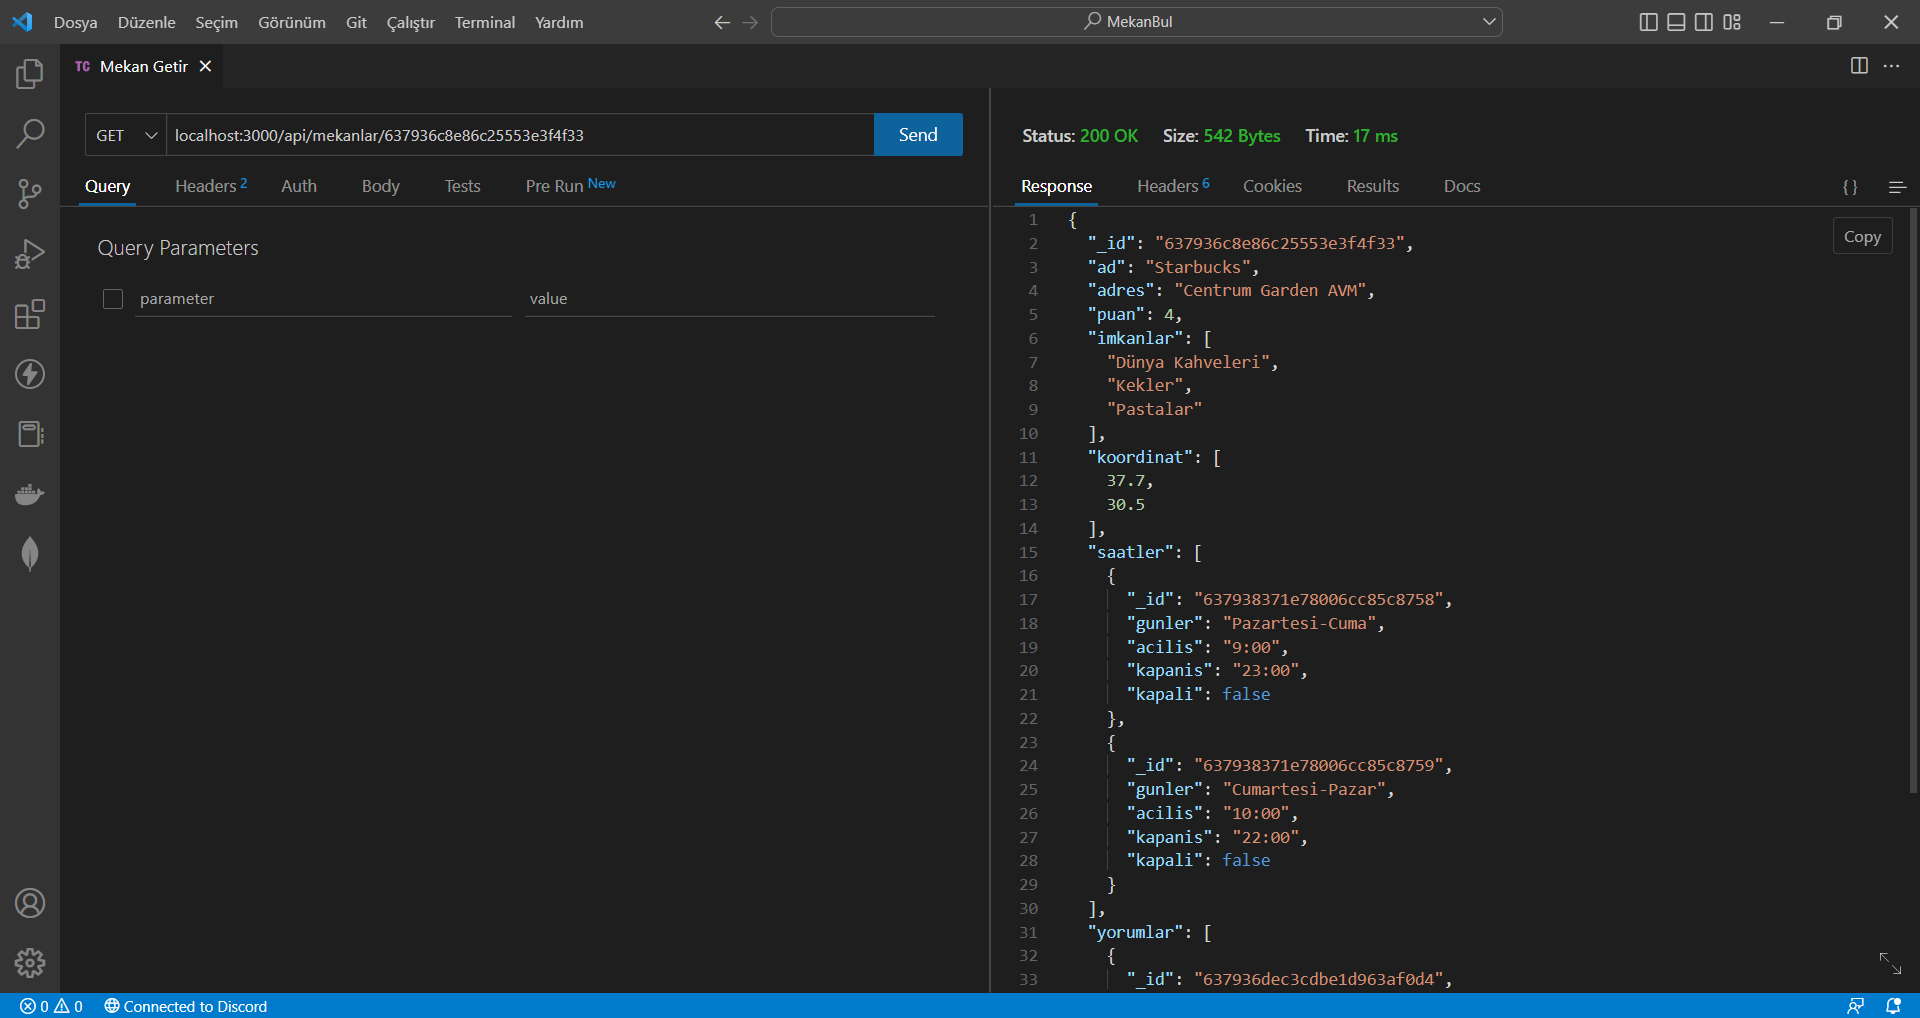 Dosya Düzenle Seçim Görünüm Git Çalıştır Terminal Yardım MekanBul
TC Mekan Getir
GET localhost:3000/api/mekanlar/637936c8e86c25553e3f4f33 Send
Query Headers 2 Auth Body Tests Pre Run New
Query Parameters
parameter value
Status: 200 OK Size: 542 Bytes Time: 17 ms
Response Headers 6 Cookies Results Docs { }
Copy
1 {
2 "_id": "637936c8e86c25553e3f4f33",
3 "ad": "Starbucks",
4 "adres": "Centrum Garden AVM",
5 "puan": 4,
6 "imkanlar": [
7 "Dünya Kahveleri",
8 "Kekler",
9 "Pastalar"
10 ],
11 "koordinat": [
12 37.7,
13 30.5
14 ],
15 "saatler": [
16 {
17 "_id": "637938371e78006cc85c8758",
18 "gunler": "Pazartesi-Cuma",
19 "acilis": "9:00",
20 "kapanis": "23:00",
21 "kapali": false
22 },
23 {
24 "_id": "637938371e78006cc85c8759",
25 "gunler": "Cumartesi-Pazar",
26 "acilis": "10:00",
27 "kapanis": "22:00",
28 "kapali": false
29 }
30 ],
31 "yorumlar": [
32 {
33 "_id": "637936dec3cdbe1d963af0d4",
0 0 Connected to Discord